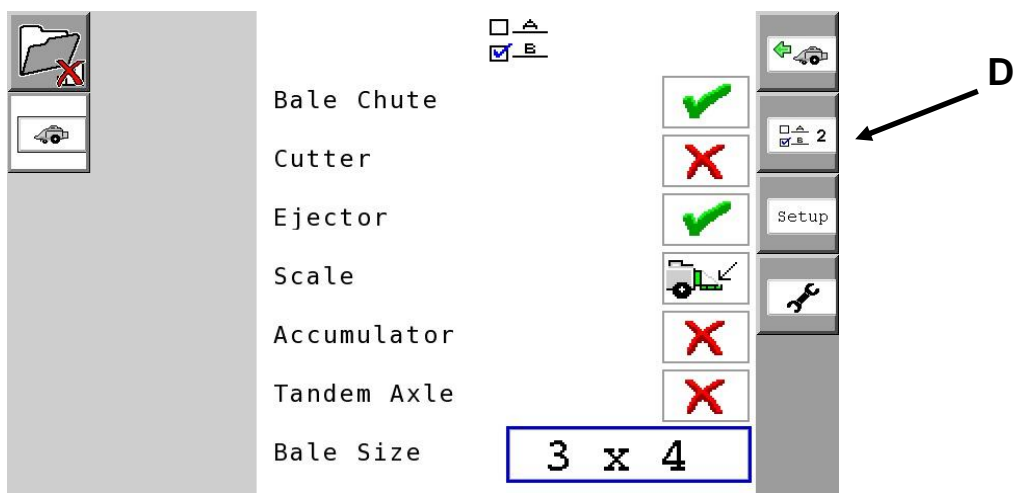 A
B
Bale Chute
Cutter
Ejector
Scale
Accumulator
Tandem Axle
Bale Size 3 x 4
A
B 2
Setup
D